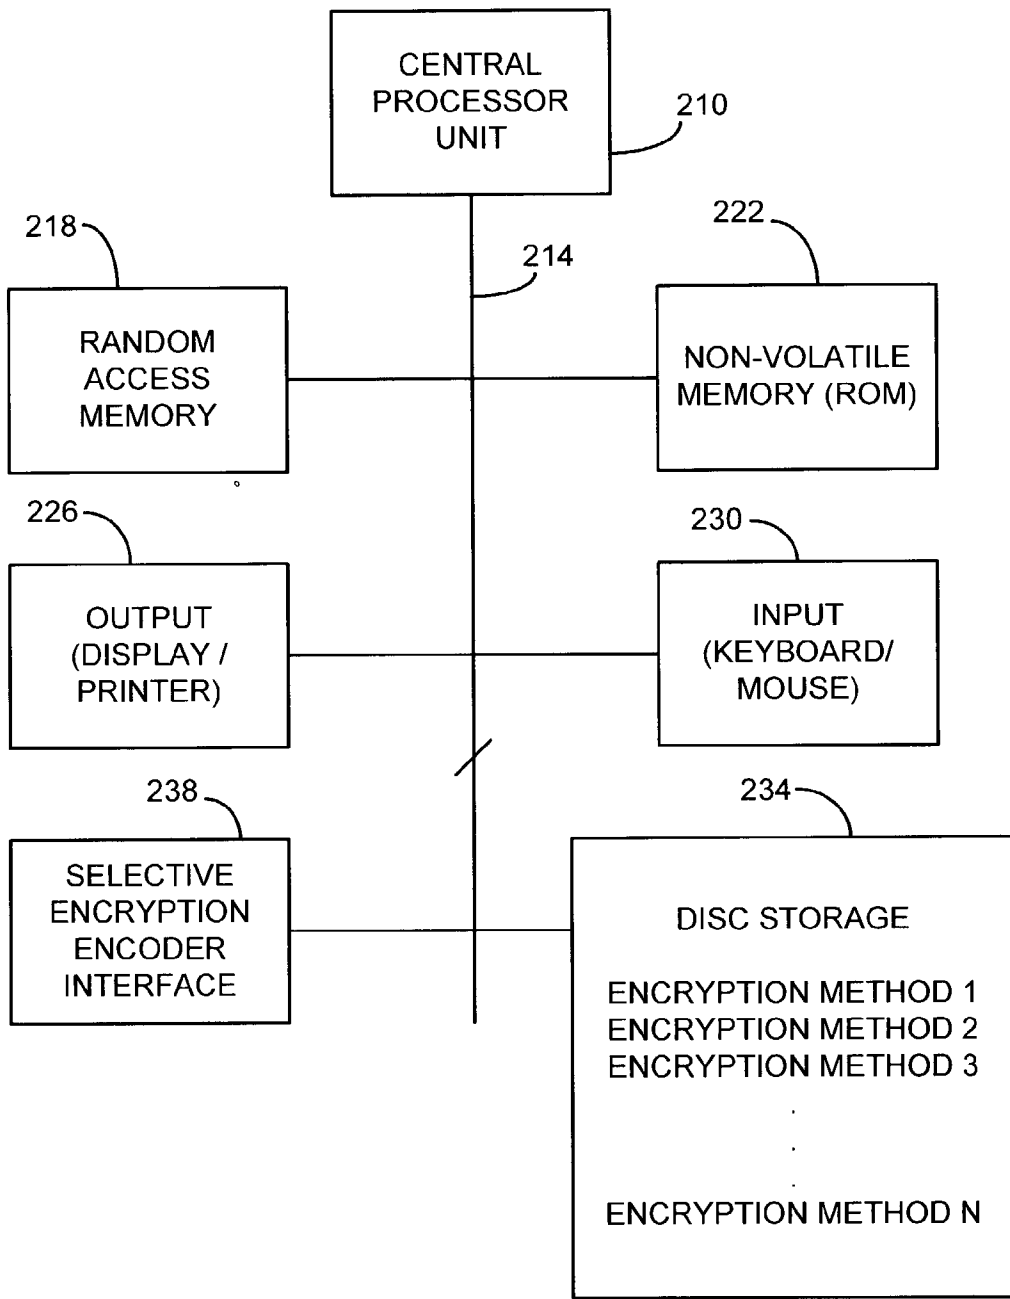 CENTRAL
PROCESSOR
UNIT
210
218
214
222
RANDOM
ACCESS
MEMORY
NON-VOLATILE
MEMORY (ROM)
226
230
OUTPUT
(DISPLAY /
PRINTER)
INPUT
(KEYBOARD/
MOUSE)
238
234
SELECTIVE
ENCRYPTION
ENCODER
INTERFACE
DISC STORAGE
ENCRYPTION METHOD 1
ENCRYPTION METHOD 2
ENCRYPTION METHOD 3
.
.
.
ENCRYPTION METHOD N